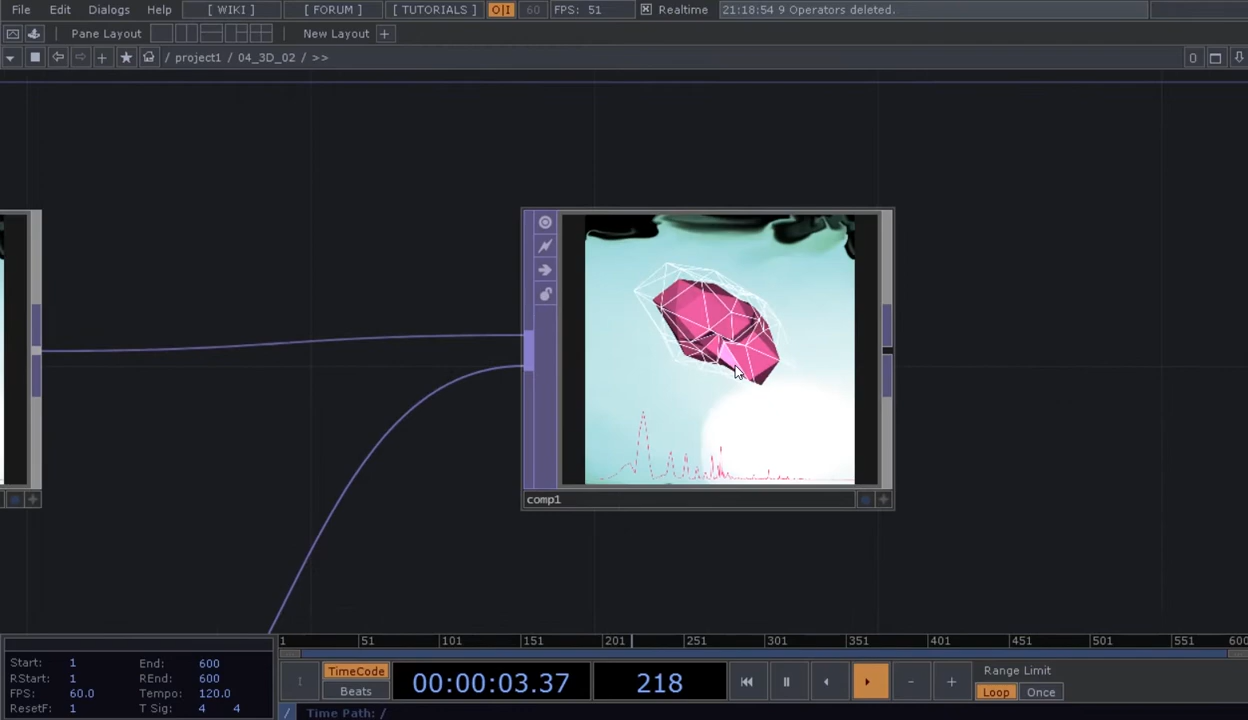 File Edit Dialogs Help [ WIKI ] [ FORUM ] [ TUTORIALS ] O|I 60 FPS: 51 Realtime 21:18:54 9 Operators deleted.
Pane Layout New Layout +
/ project1 / 04_3D_02 / >> 0
comp1
1 51 101 151 201 251 301 351 401 451 501 551 600
Start: 1 End: 600
RStart: 1 REnd: 600
FPS: 60.0 Tempo: 120.0
ResetF: 1 T Sig: 4 4
TimeCode
Beats
00:00:03.37 218
- +
Range Limit
Loop Once
/ Time Path: /